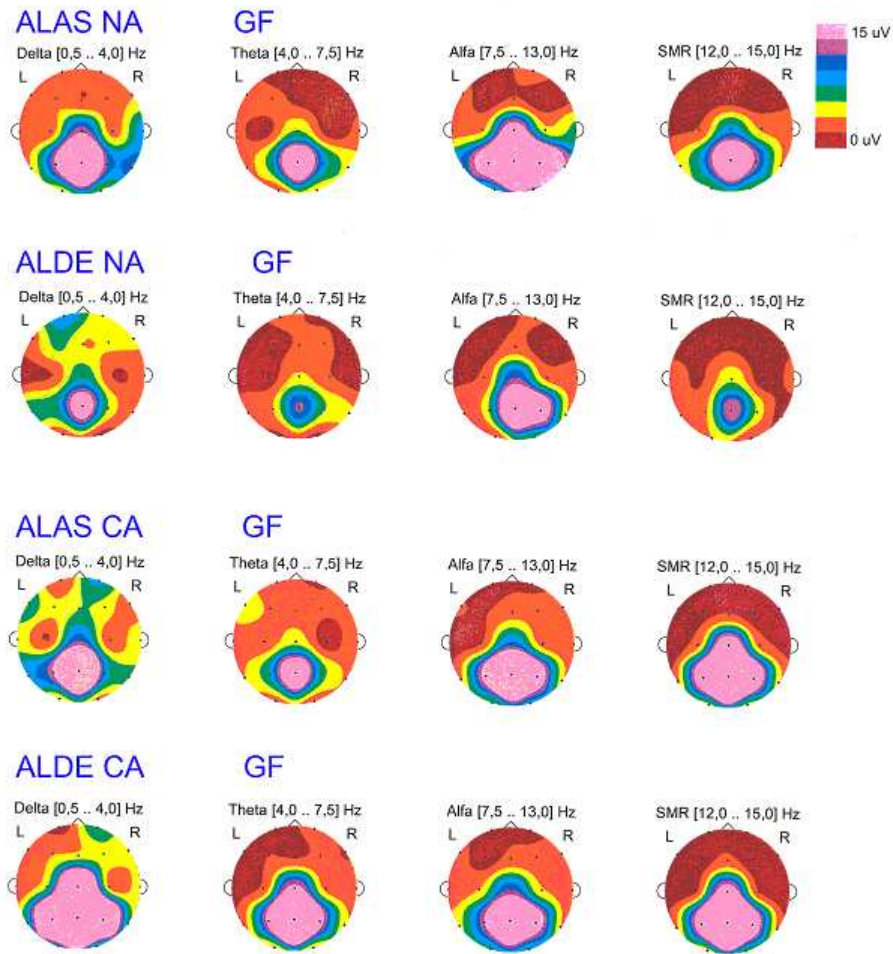 ALAS NA GF
Delta [0,5 .. 4,0] Hz Theta [4,0 .. 7,5] Hz Alfa [7,5 .. 13,0] Hz SMR [12,0 .. 15,0] Hz
L R L R L R L R
15 uV
0 uV
ALDE NA GF
Delta [0,5 .. 4,0] Hz Theta [4,0 .. 7,5] Hz Alfa [7,5 .. 13,0] Hz SMR [12,0 .. 15,0] Hz
L R L R L R L R
ALAS CA GF
Delta [0,5 .. 4,0] Hz Theta [4,0 .. 7,5] Hz Alfa [7,5 .. 13,0] Hz SMR [12,0 .. 15,0] Hz
L R L R L R L R
ALDE CA GF
Delta [0,5 .. 4,0] Hz Theta [4,0 .. 7,5] Hz Alfa [7,5 .. 13,0] Hz SMR [12,0 .. 15,0] Hz
L R L R L R L R